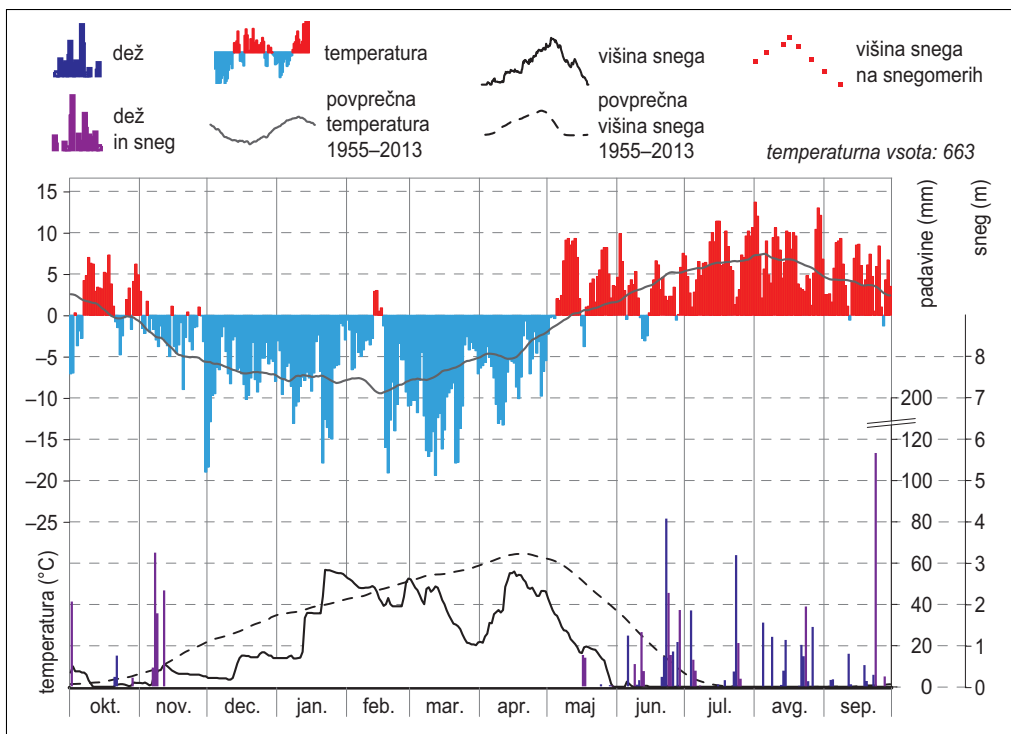 dež
temperatura
višina snega
višina snega
na snegomerih
dež
in sneg
povprečna
temperatura
1955–2013
povprečna
višina snega
1955–2013
temperaturna vsota: 663
15
10
5
0
–5
–10
–15
–20
–25
temperatura (°C)
padavine (mm)
200
120
100
80
60
40
20
0
sneg (m)
8
7
6
5
4
3
2
1
0
okt.
nov.
dec.
jan.
feb.
mar.
apr.
maj
jun.
jul.
avg.
sep.